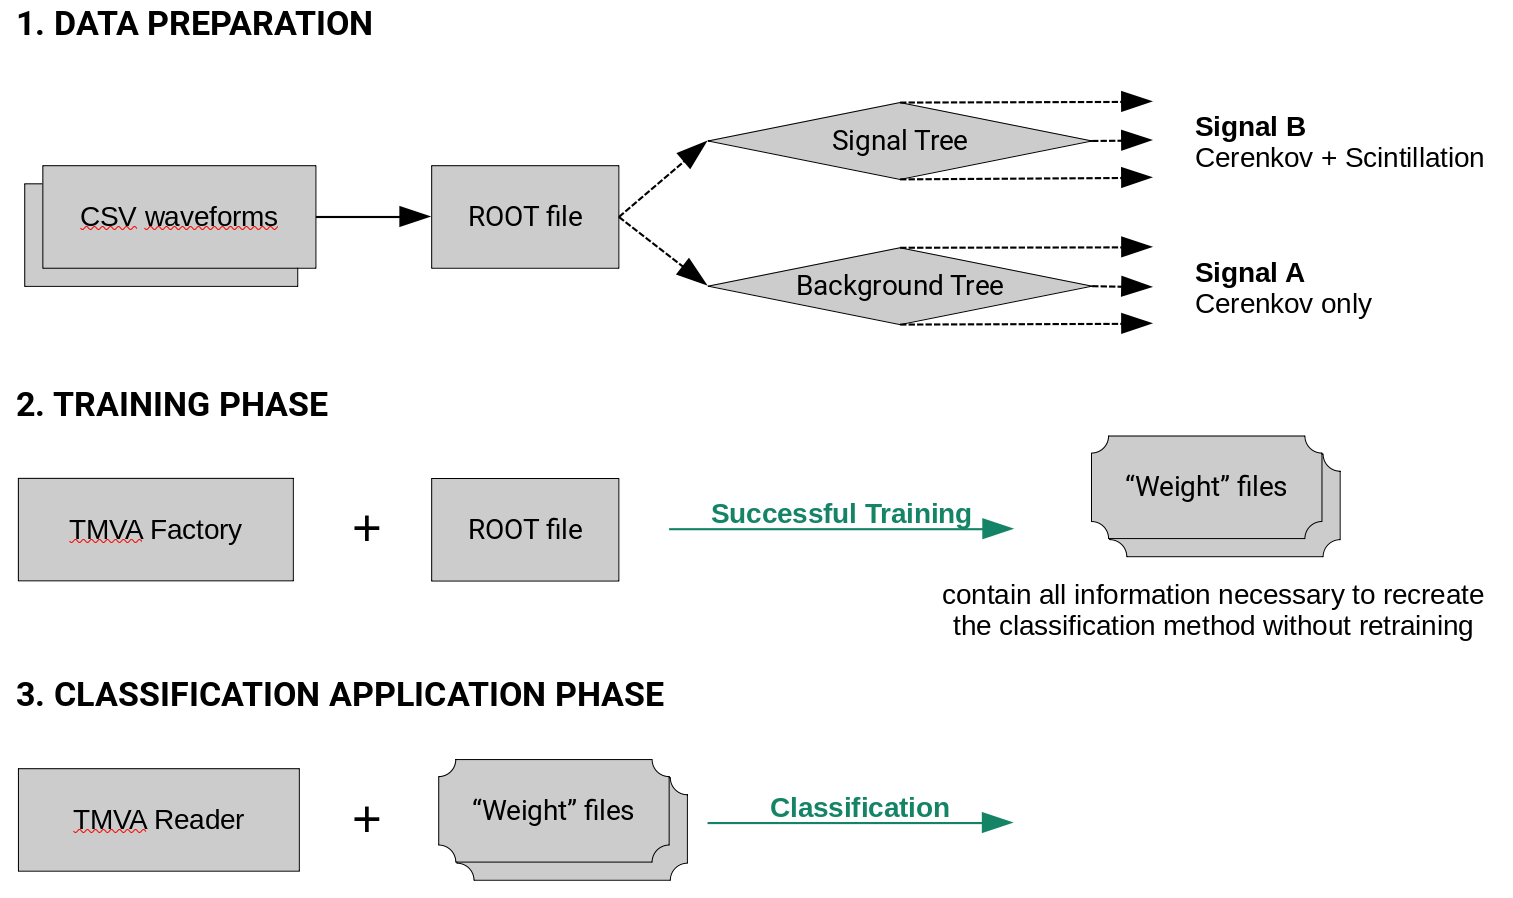 1. DATA PREPARATION
CSV waveforms
ROOT file
Signal Tree
Signal B
Cerenkov + Scintillation
Background Tree
Signal A
Cerenkov only
2. TRAINING PHASE
TMVA Factory
+
ROOT file
Successful Training
“Weight” files
contain all information necessary to recreate
the classification method without retraining
3. CLASSIFICATION APPLICATION PHASE
TMVA Reader
+
“Weight” files
Classification